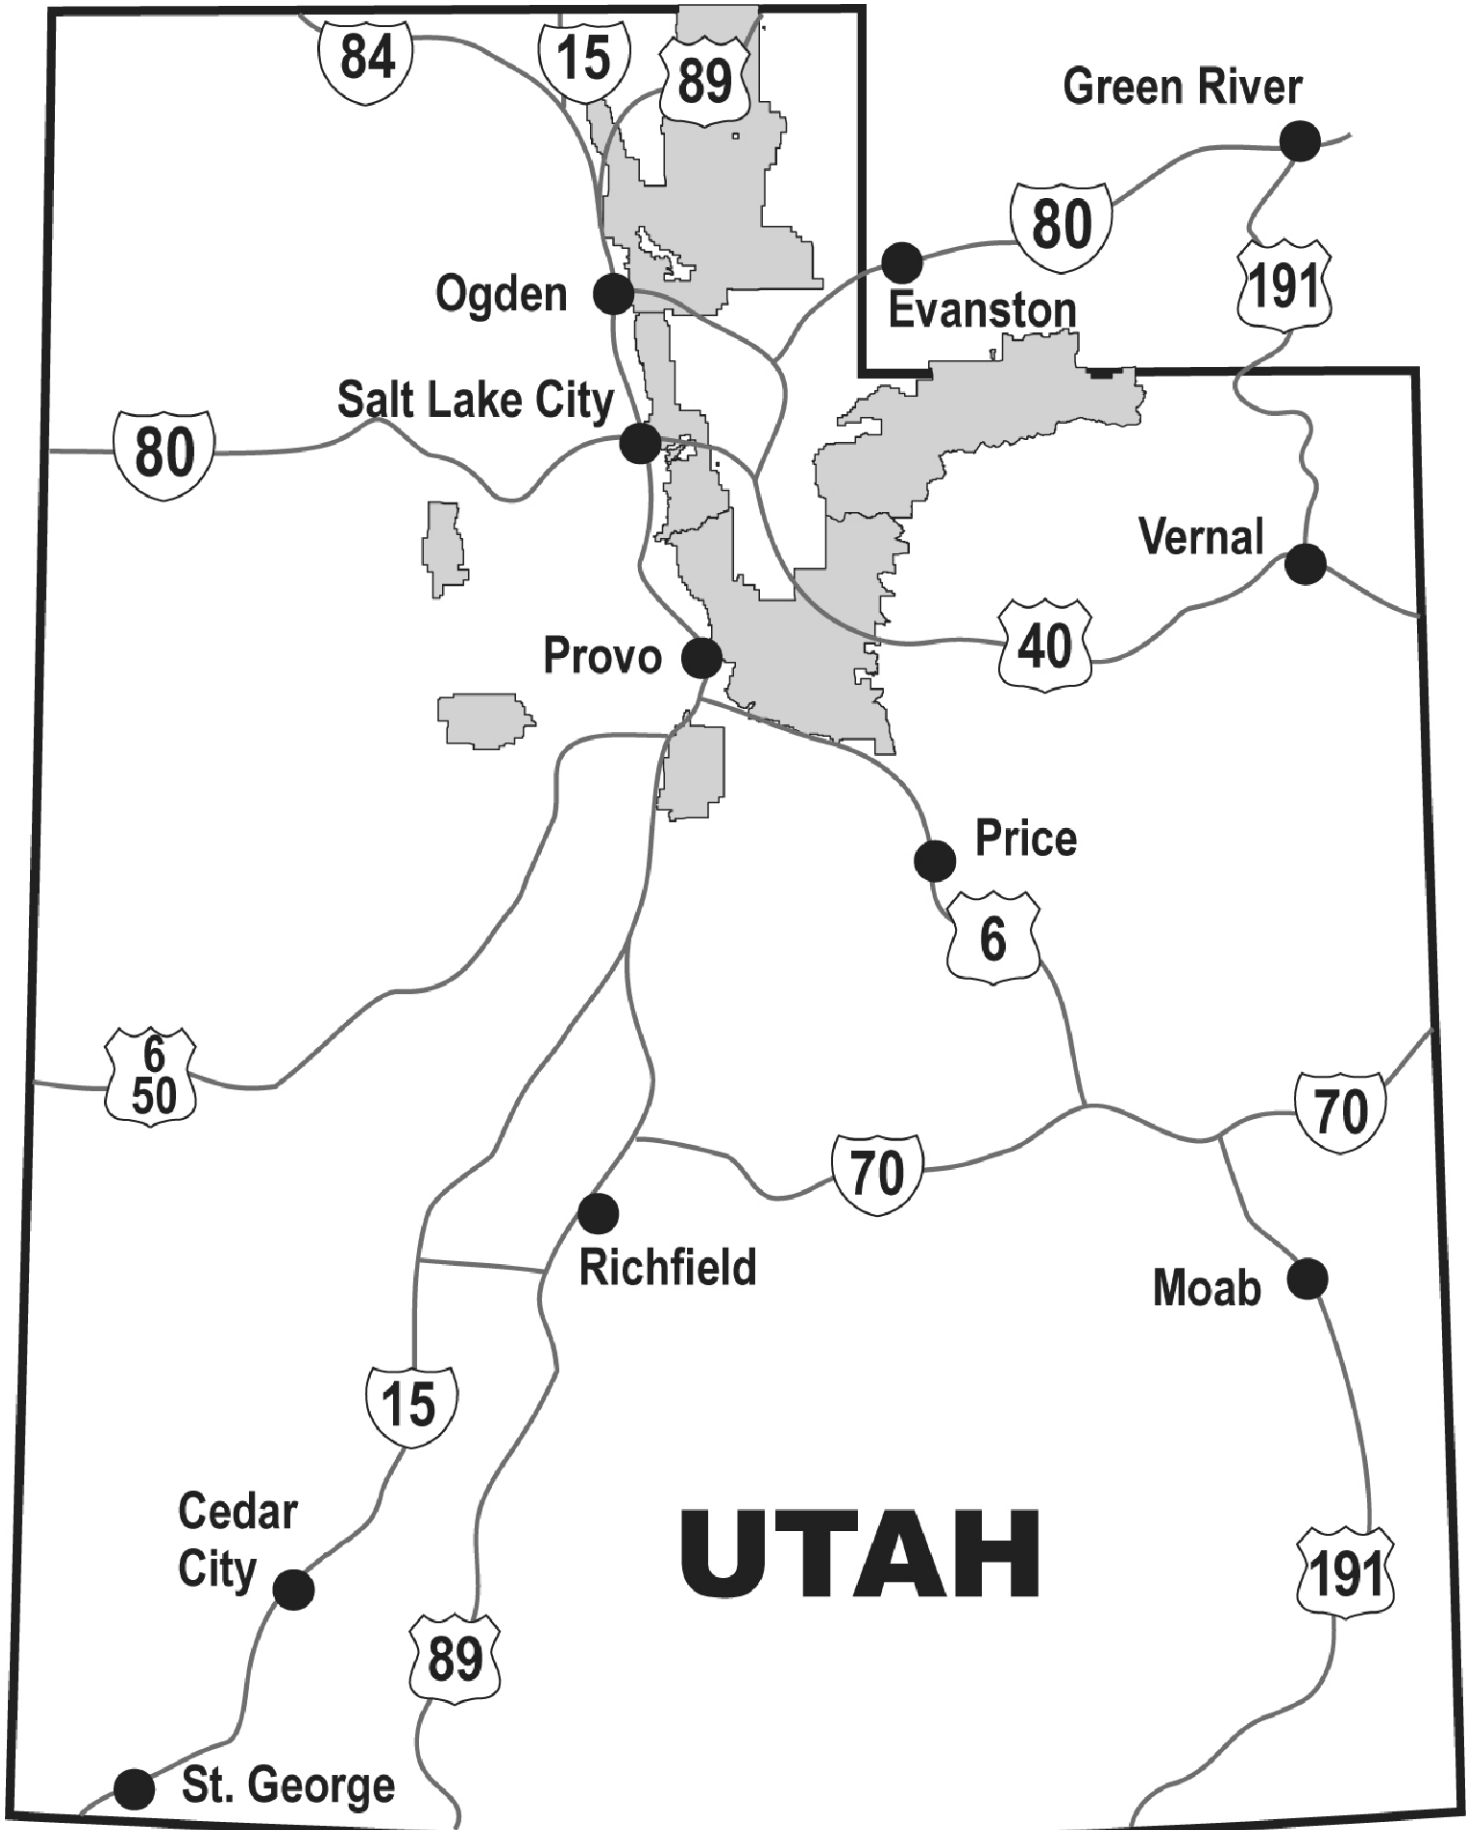 84
15
89
Green River
80
191
Ogden
Evanston
Salt Lake City
80
Vernal
40
Provo
Price
6
6
50
70
70
Richfield
Moab
15
Cedar
City
UTAH
191
89
St. George